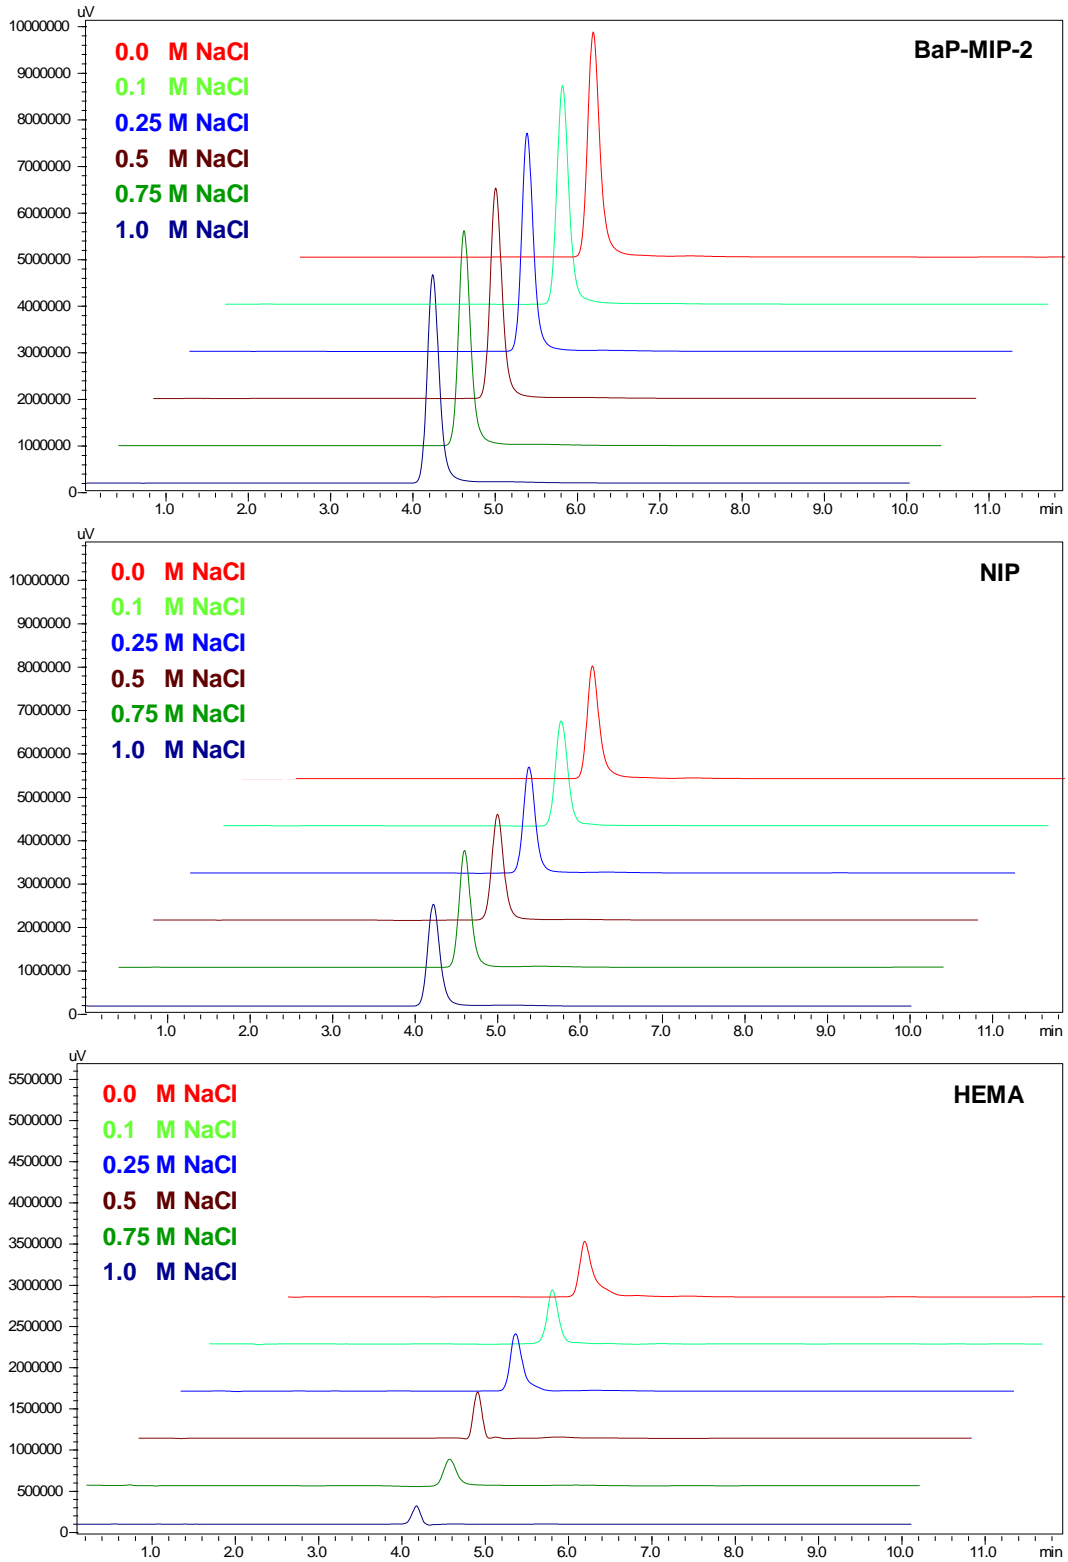 uV
10000000
9000000
8000000
7000000
6000000
5000000
4000000
3000000
2000000
1000000
0
0.0 M NaCl
0.1 M NaCl
0.25 M NaCl
0.5 M NaCl
0.75 M NaCl
1.0 M NaCl
BaP-MIP-2
1.0 2.0 3.0 4.0 5.0 6.0 7.0 8.0 9.0 10.0 11.0 min
uV
10000000
9000000
8000000
7000000
6000000
5000000
4000000
3000000
2000000
1000000
0
0.0 M NaCl
0.1 M NaCl
0.25 M NaCl
0.5 M NaCl
0.75 M NaCl
1.0 M NaCl
NIP
1.0 2.0 3.0 4.0 5.0 6.0 7.0 8.0 9.0 10.0 11.0 min
uV
5500000
5000000
4500000
4000000
3500000
3000000
2500000
2000000
1500000
1000000
500000
0
0.0 M NaCl
0.1 M NaCl
0.25 M NaCl
0.5 M NaCl
0.75 M NaCl
1.0 M NaCl
HEMA
1.0 2.0 3.0 4.0 5.0 6.0 7.0 8.0 9.0 10.0 11.0 min